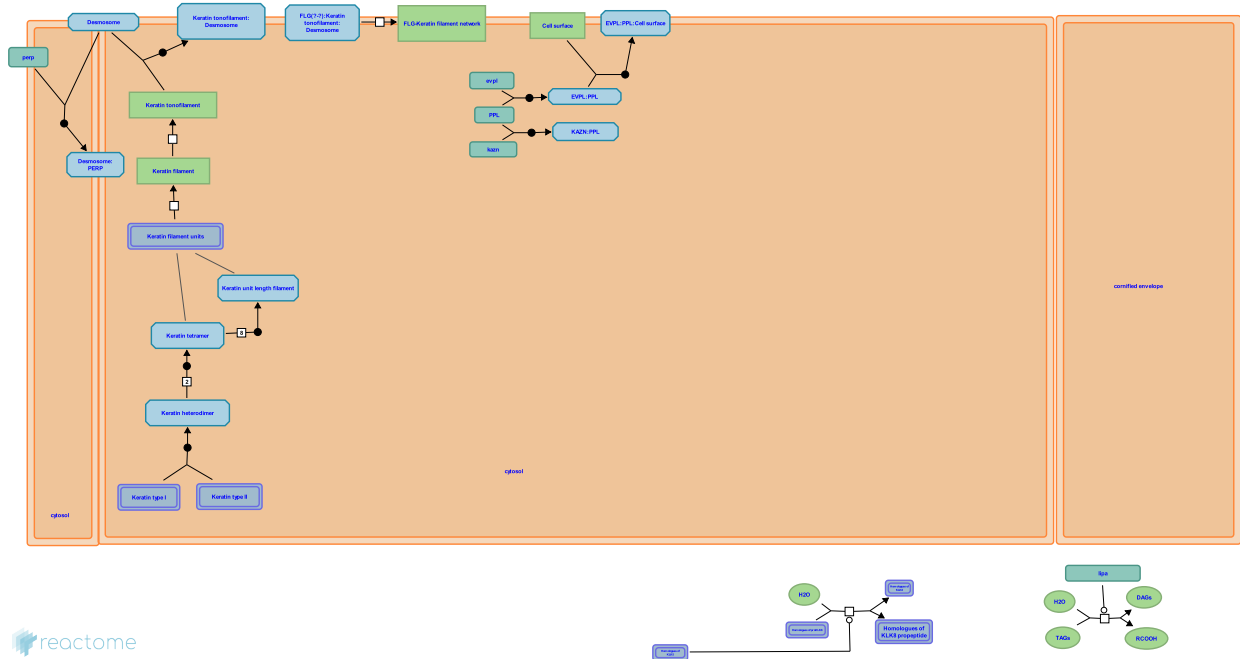 Desmosome
Keratin tonofilament:
Desmosome
FLG(?-?):Keratin
tonofilament:
Desmosome
FLG-Keratin filament network
Cell surface
EVPL:PPL:Cell surface
perp
evpl
EVPL:PPL
Keratin tonofilament
PPL
KAZN:PPL
kazn
Desmosome:
PERP
Keratin filament
Keratin filament units
Keratin unit length filament
cornified envelope
Keratin tetramer
8
2
Keratin heterodimer
cytosol
Keratin type I
Keratin type II
cytosol
lipa
H2O
H2O
DAGs
Homologues of
KLK8 propeptide
TAGs
RCOOH
reactome